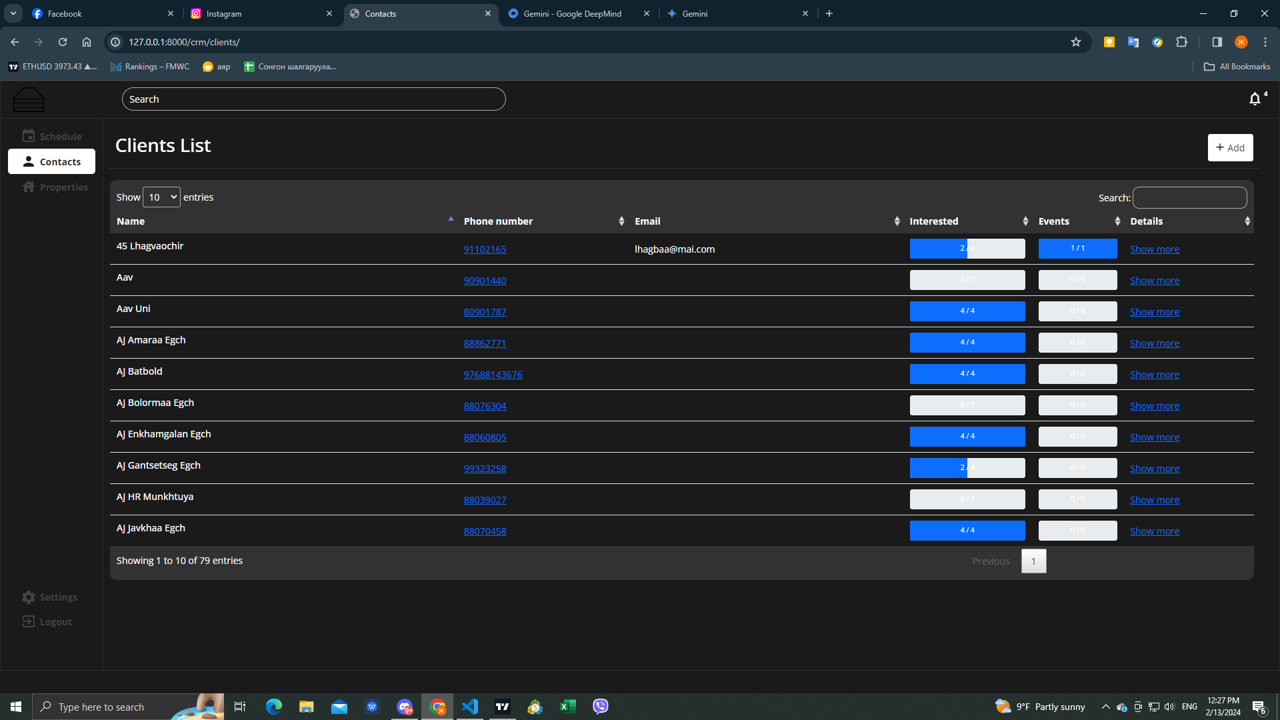 Facebook
Instagram
Contacts
Gemini - Google DeepMind
Gemini
127.0.0.1:8000/crm/clients/
Ж
ETHUSD 3973.43 ▲...
Rankings – FMWC
аяр
Сонгон шалгаруула...
All Bookmarks
Search
4
Schedule
Contacts
Properties
Settings
Logout
Clients List
+ Add
Show 10 entries
Search:
Name Phone number Email Interested Events Details
45 Lhagvaochir 91102165 lhagbaa@mai.com 2 / 1 / 1 Show more
Aav 90901440 0 / 0 Show more
Aav Uni 80901787 4 / 4 0 / 0 Show more
AJ Amaraa Egch 88862771 4 / 4 0 / 0 Show more
AJ Batbold 97688143676 4 / 4 0 / 0 Show more
AJ Bolormaa Egch 88076304 0 / 1 0 / 0 Show more
AJ Enkhamgalan Egch 88060805 4 / 4 0 / 0 Show more
AJ Gantsetseg Egch 99323258 2 / 0 / 0 Show more
AJ HR Munkhtuya 88039027 0 / 1 0 / 0 Show more
AJ Javkhaa Egch 88070458 4 / 4 0 / 0 Show more
Showing 1 to 10 of 79 entries
Previous 1 ...
Type here to search
9°F Partly sunny
12:27 PM
2/13/2024
6